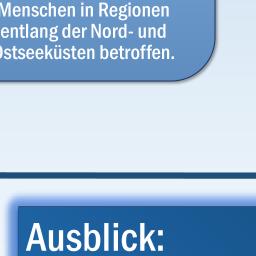 Menschen in Regionen
entlang der Nord- und
Ostseeküsten betroffen.
Ausblick: